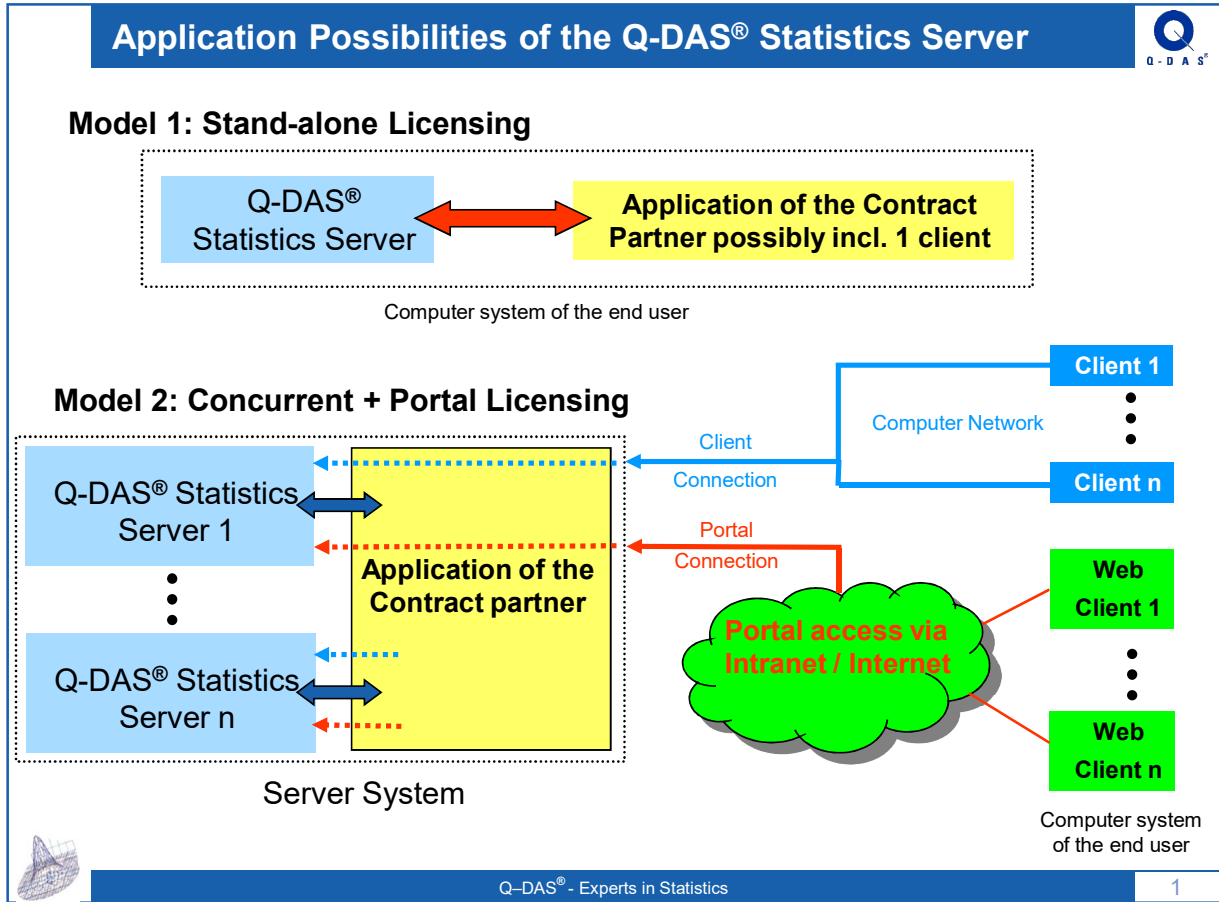 Application Possibilities of the Q-DAS® Statistics Server
Q-DAS®
Model 1: Stand-alone Licensing
Q-DAS®
Statistics Server
Application of the Contract
Partner possibly incl. 1 client
Computer system of the end user
Model 2: Concurrent + Portal Licensing
Q-DAS® Statistics
Server 1
Q-DAS® Statistics
Server n
Application of the
Contract partner
Server System
Client
Connection
Portal
Connection
Computer Network
Client 1
Client n
Portal access via
Intranet / Internet
Web
Client 1
Web
Client n
Computer system
of the end user
Q–DAS® - Experts in Statistics
1